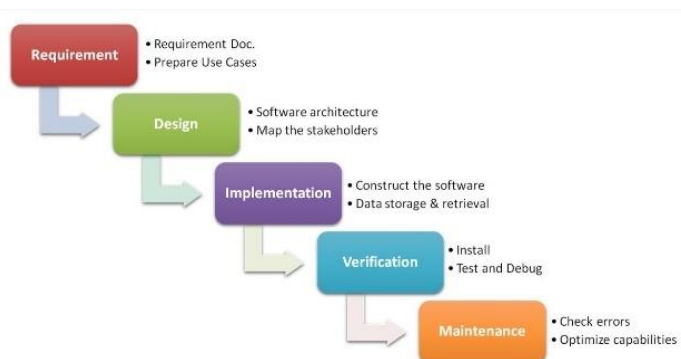 Requirement
• Requirement Doc.
• Prepare Use Cases
Design
• Software architecture
• Map the stakeholders
Implementation
• Construct the software
• Data storage & retrieval
Verification
• Install
• Test and Debug
Maintenance
• Check errors
• Optimize capabilities